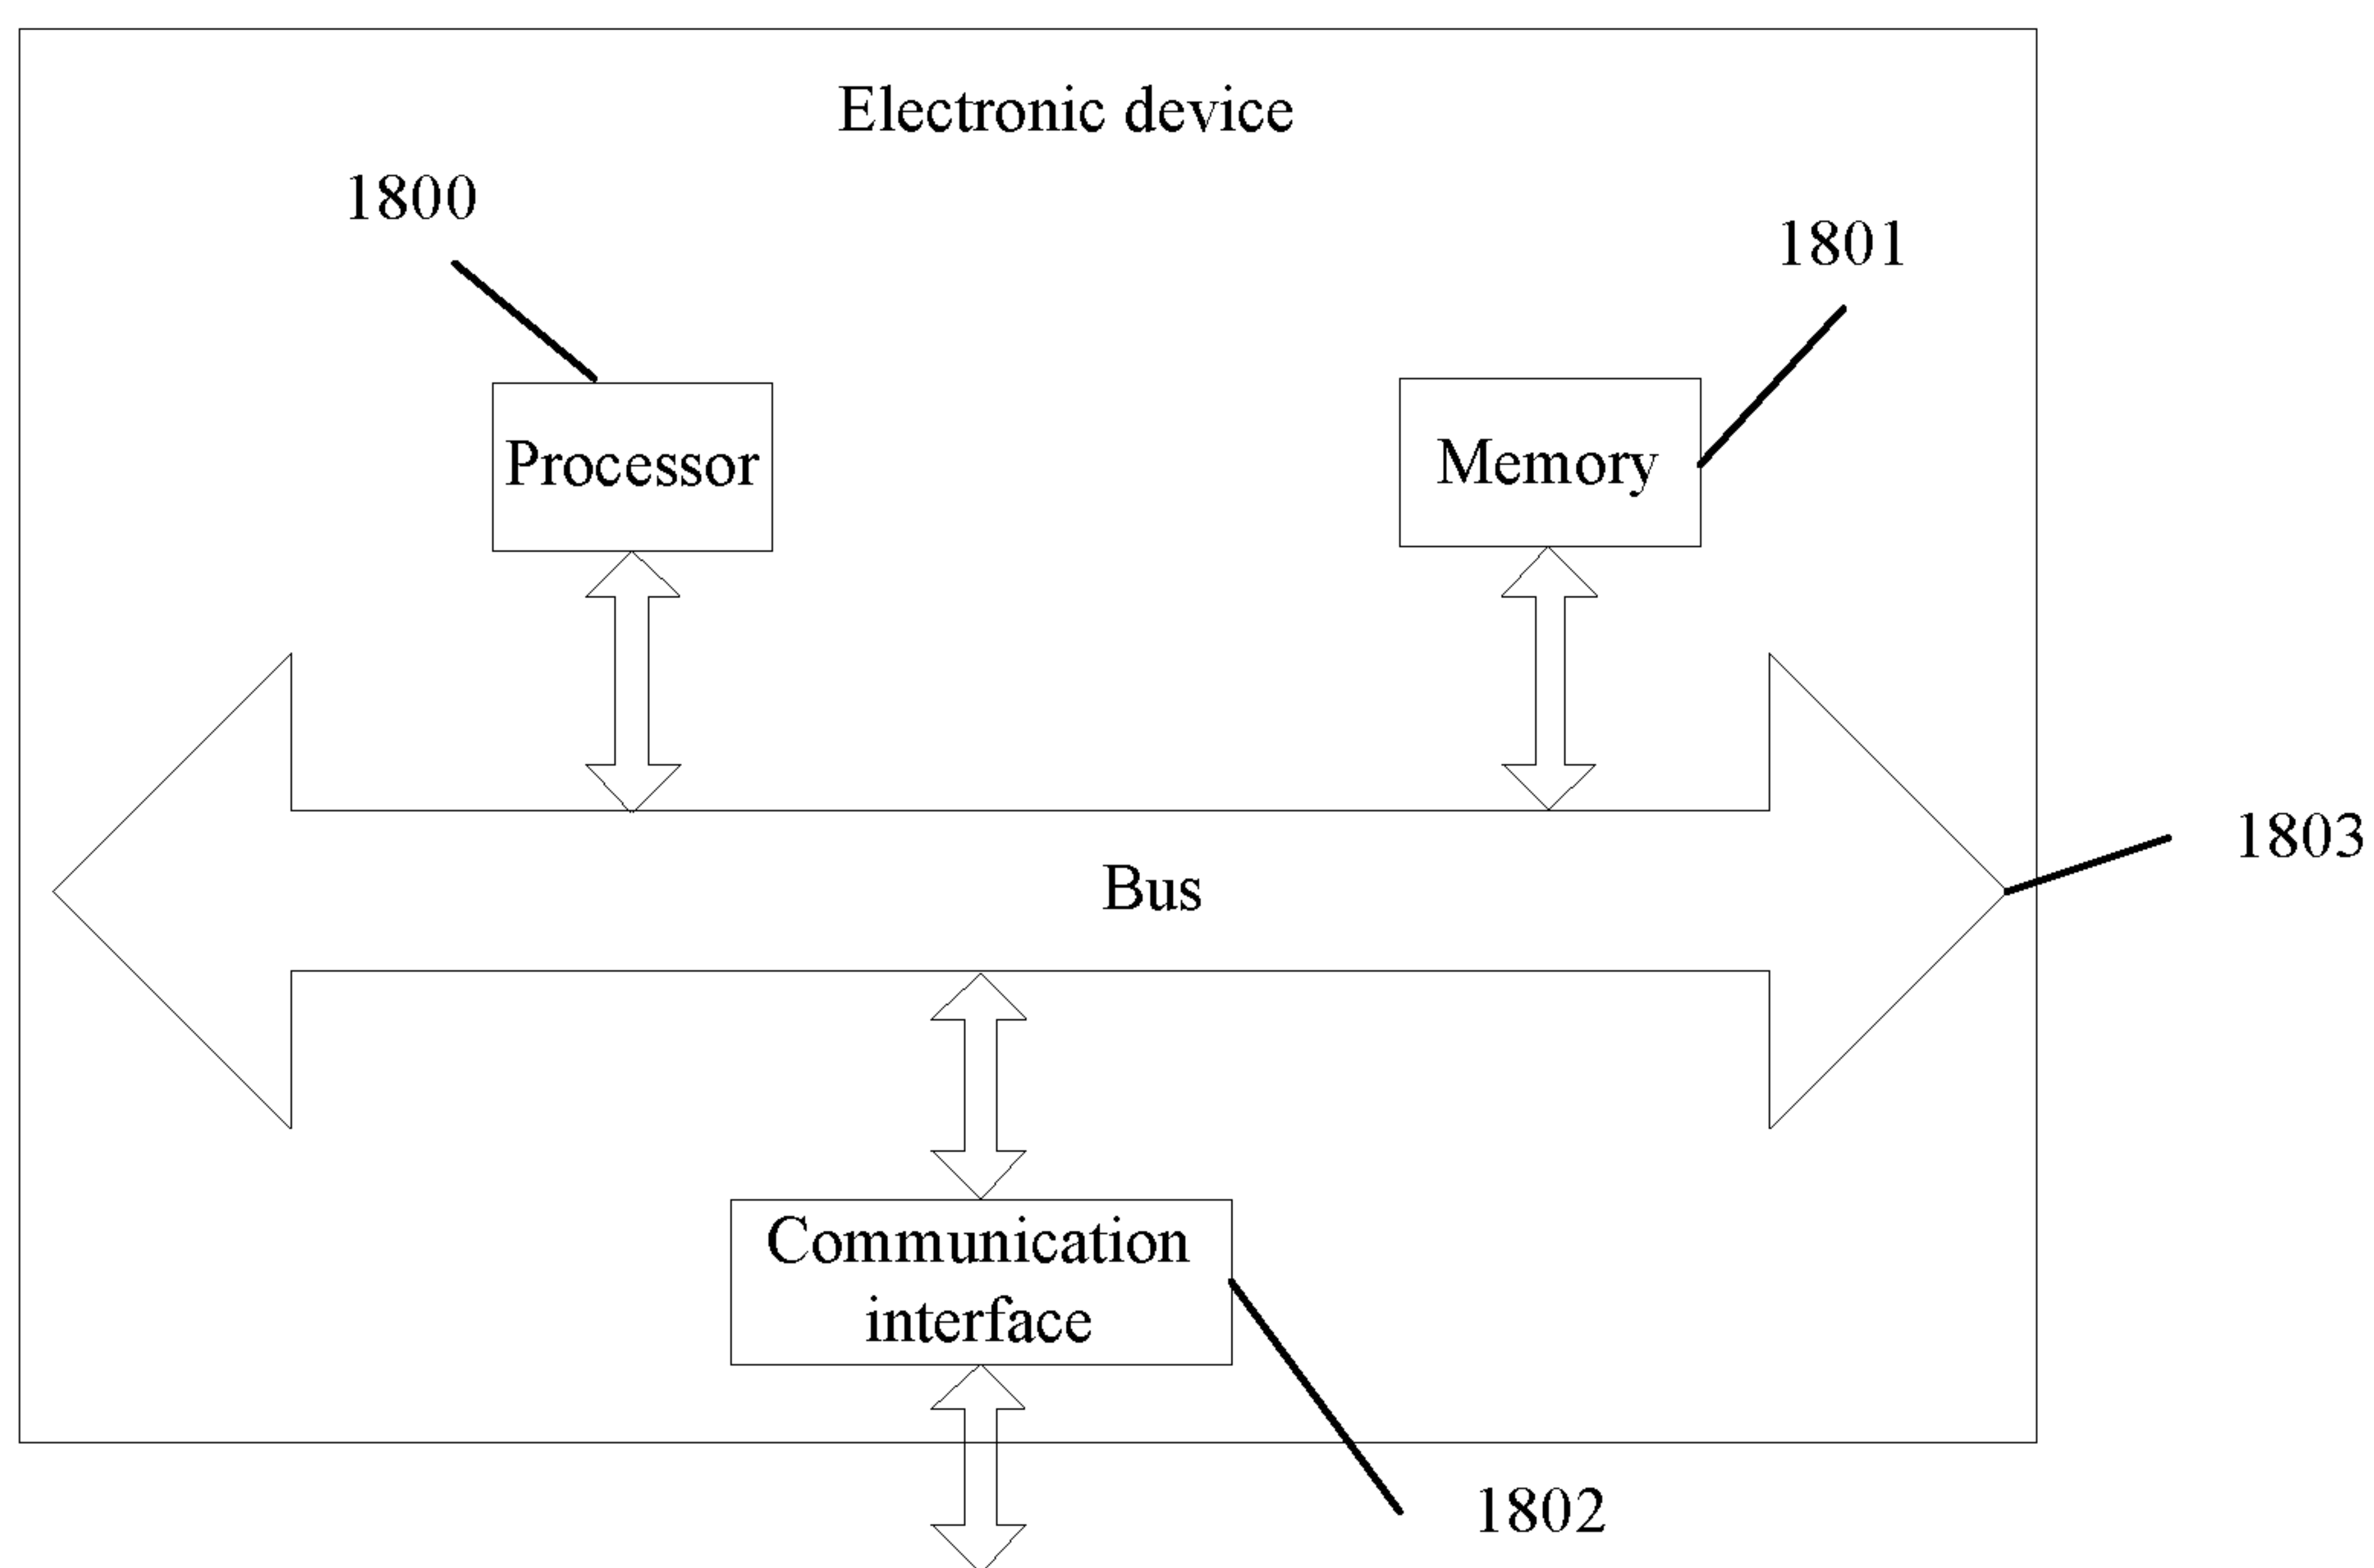 Electronic device
1800
1801
Processor
Memory
1803
Bus
Communication
interface
1802